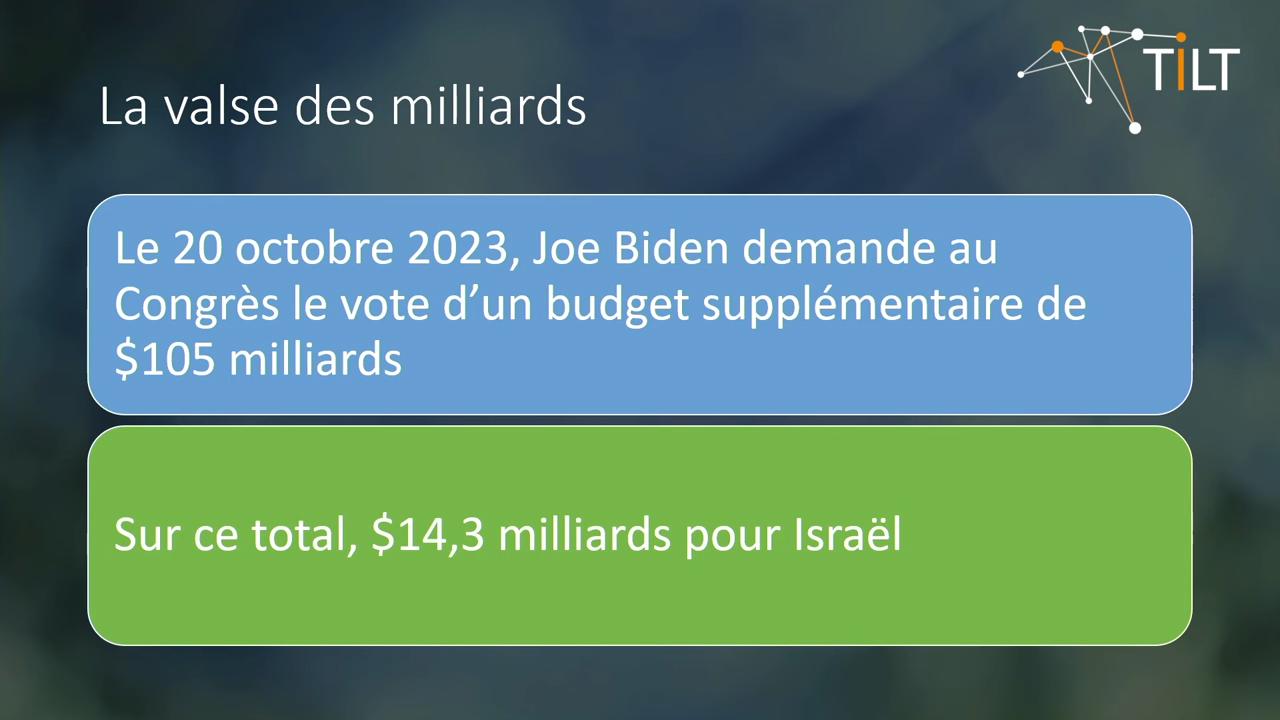 TiLT
La valse des milliards
Le 20 octobre 2023, Joe Biden demande au
Congrès le vote d’un budget supplémentaire de
$105 milliards
Sur ce total, $14,3 milliards pour Israël